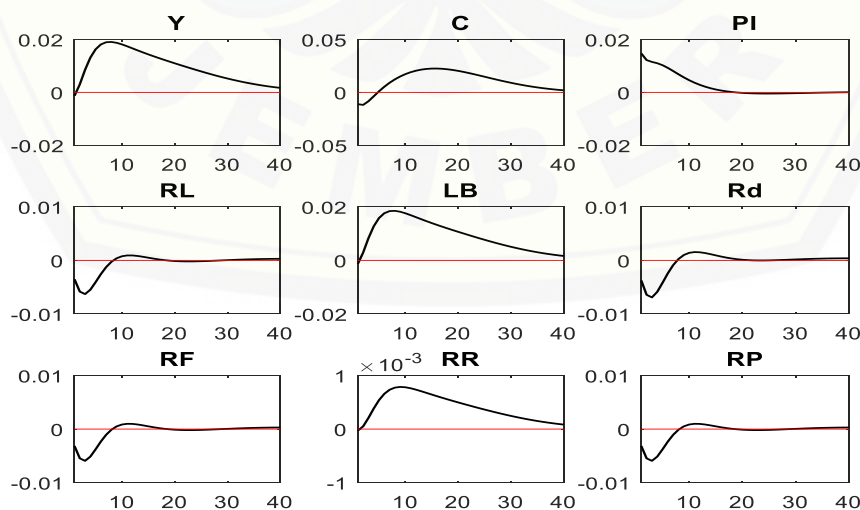 Y C PI
0.02 0.05 0.02
0 0 0
-0.02 -0.05 -0.02
10 20 30 40 10 20 30 40 10 20 30 40
RL LB Rd
0.01 0.02 0.01
0 0 0
-0.01 -0.02 -0.01
10 20 30 40 10 20 30 40 10 20 30 40
RF × 10⁻³ RR RP
0.01 1 0.01
0 0 0
-0.01 -1 -0.01
10 20 30 40 10 20 30 40 10 20 30 40
EMBER